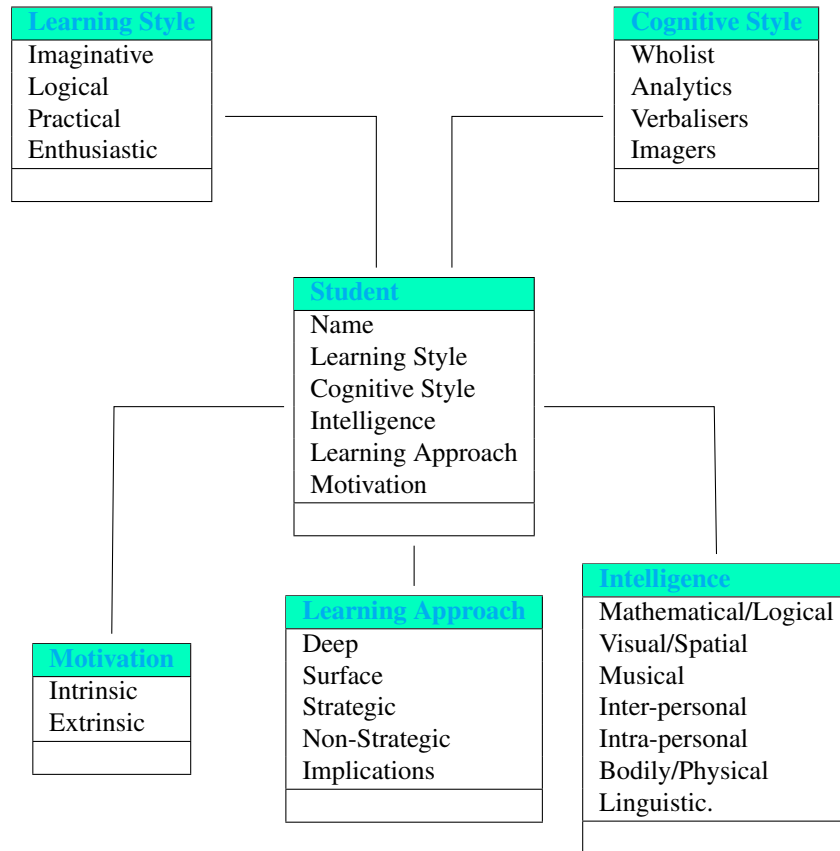 Learning Style
Imaginative
Logical
Practical
Enthusiastic
Cognitive Style
Wholist
Analytics
Verbalisers
Imagers
Student
Name
Learning Style
Cognitive Style
Intelligence
Learning Approach
Motivation
Motivation
Intrinsic
Extrinsic
Learning Approach
Deep
Surface
Strategic
Non-Strategic
Implications
Intelligence
Mathematical/Logical
Visual/Spatial
Musical
Inter-personal
Intra-personal
Bodily/Physical
Linguistic.